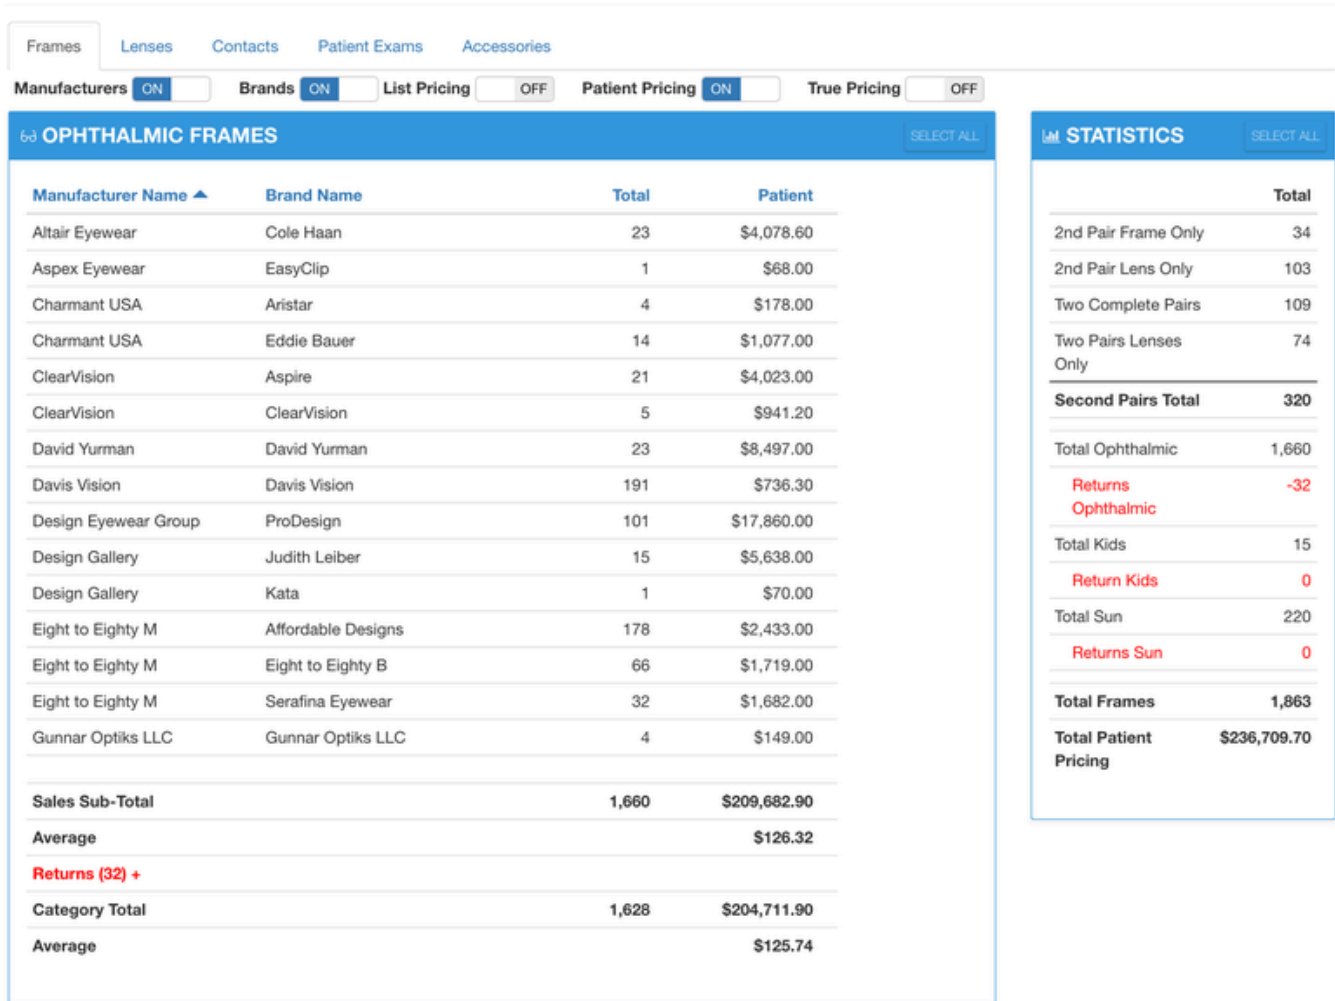 Frames Lenses Contacts Patient Exams Accessories
Manufacturers ON Brands ON List Pricing OFF Patient Pricing ON True Pricing OFF
OPHTHALMIC FRAMES SELECT ALL
Manufacturer Name Brand Name Total Patient
Altair Eyewear Cole Haan 23 $4,078.60
Aspex Eyewear EasyClip 1 $68.00
Charmant USA Aristar 4 $178.00
Charmant USA Eddie Bauer 14 $1,077.00
ClearVision Aspire 21 $4,023.00
ClearVision ClearVision 5 $941.20
David Yurman David Yurman 23 $8,497.00
Davis Vision Davis Vision 191 $736.30
Design Eyewear Group ProDesign 101 $17,860.00
Design Gallery Judith Leiber 15 $5,638.00
Design Gallery Kata 1 $70.00
Eight to Eighty M Affordable Designs 178 $2,433.00
Eight to Eighty M Eight to Eighty B 66 $1,719.00
Eight to Eighty M Serafina Eyewear 32 $1,682.00
Gunnar Optiks LLC Gunnar Optiks LLC 4 $149.00
Sales Sub-Total 1,660 $209,682.90
Average $126.32
Returns (32) +
Category Total 1,628 $204,711.90
Average $125.74
STATISTICS SELECT ALL
Total
2nd Pair Frame Only 34
2nd Pair Lens Only 103
Two Complete Pairs 109
Two Pairs Lenses 74
Only
Second Pairs Total 320
Total Ophthalmic 1,660
Returns -32
Ophthalmic
Total Kids 15
Return Kids 0
Total Sun 220
Returns Sun 0
Total Frames 1,863
Total Patient $236,709.70
Pricing